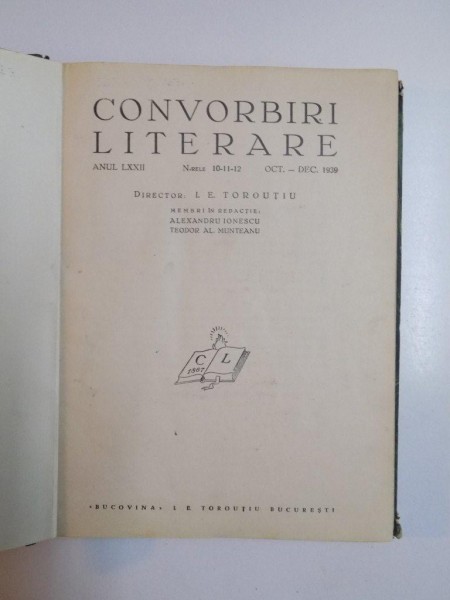 CONVORBIRI
LITERARE
ANUL LXXII N-rele 10-11-12 OCT. – DEC. 1939
Director: I. E. TOROUȚIU
MEMBRI ÎN REDACȚIE:
ALEXANDRU IONESCU
TEODOR AL. MUNTEANU
C L
1867
«BUCOVINA» I. E. TOROUȚIU BUCUREȘTI